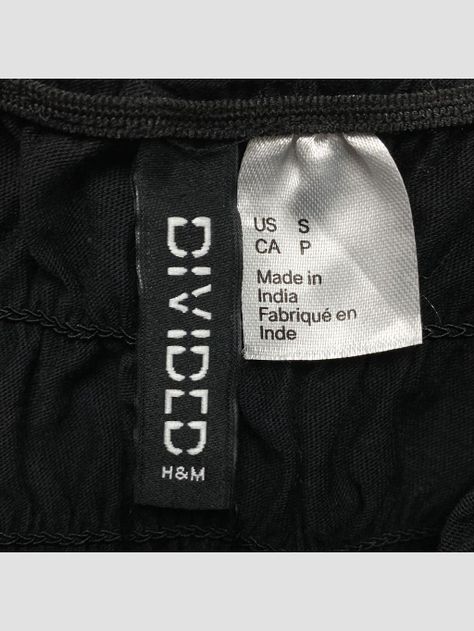 DIVIDED
H&M
US S
CA P
Made in
India
Fabriqué en
Inde